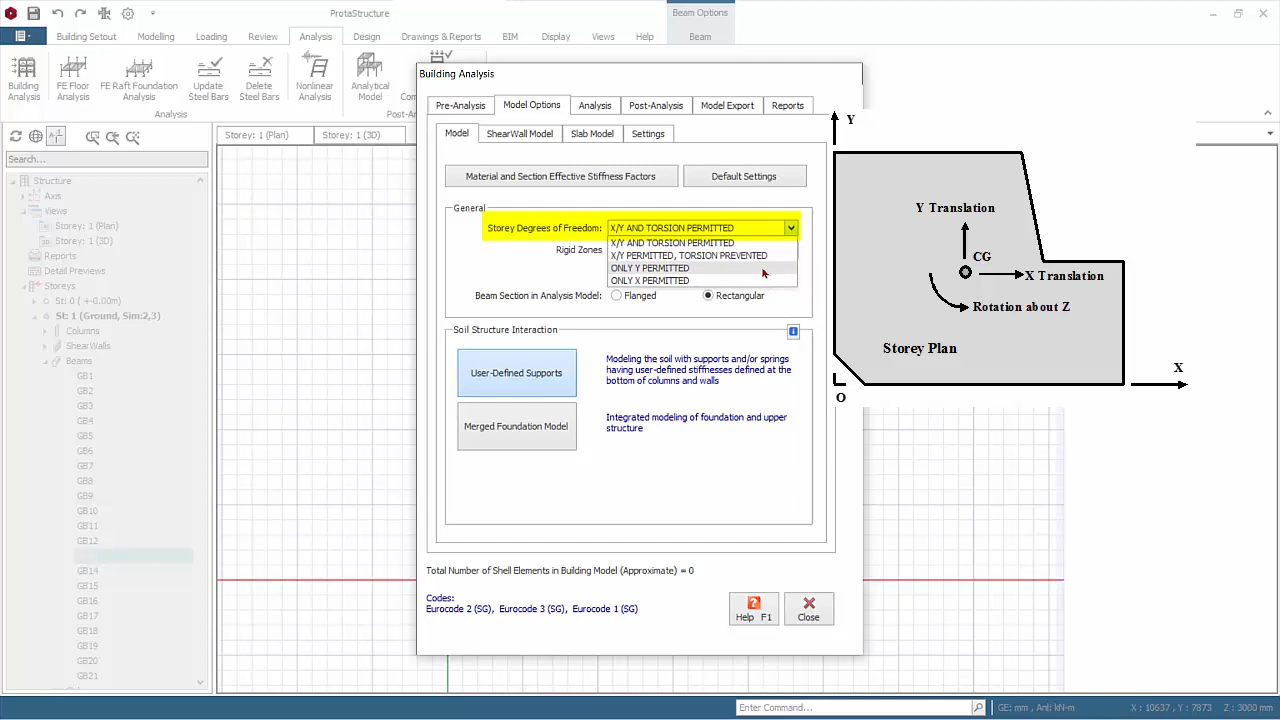 ProtaStructure
Beam Options
Building Setout
Modelling
Loading
Review
Analysis
Design
Drawings & Reports
BIM
Display
Views
Help
Beam
Building
Analysis
FE Floor
Analysis
FE Raft Foundation
Analysis
Update
Steel Bars
Delete
Steel Bars
Nonlinear
Analysis
Analytical
Model
Analysis
Storey: 1 (Plan)
Storey: 1 (3D)
Search...
Structure
Axis
Views
Storey: 1 (Plan)
Storey: 1 (3D)
Reports
Detail Previews
Storeys
St: 0 ( +-0.0m)
St: 1 (Ground, Sim:2,3)
Columns
ShearWalls
Beams
GB1
GB2
GB3
GB4
GB5
GB6
GB7
GB8
GB9
GB10
GB11
GB12
GB14
GB15
GB16
GB17
GB18
GB19
GB20
GB21
Building Analysis
Pre-Analysis
Model Options
Analysis
Post-Analysis
Model Export
Reports
Model
ShearWall Model
Slab Model
Settings
Material and Section Effective Stiffness Factors
Default Settings
General
Storey Degrees of Freedom:
X/Y AND TORSION PERMITTED
X/Y AND TORSION PERMITTED
X/Y PERMITTED, TORSION PREVENTED
ONLY Y PERMITTED
ONLY X PERMITTED
Rigid Zones
Beam Section in Analysis Model:
Flanged
Rectangular
Soil Structure Interaction
User-Defined Supports
Modeling the soil with supports and/or springs
having user-defined stiffnesses defined at the
bottom of columns and walls
Merged Foundation Model
Integrated modeling of foundation and upper
structure
Total Number of Shell Elements in Building Model (Approximate) = 0
Codes:
Eurocode 2 (SG), Eurocode 3 (SG), Eurocode 1 (SG)
Help F1
Close
Y
Y Translation
CG
X Translation
Rotation about Z
Storey Plan
X
O
Enter Command...
GE: mm , Anl: kN-m
X : 10637 , Y : 7873
Z : 3000 mm